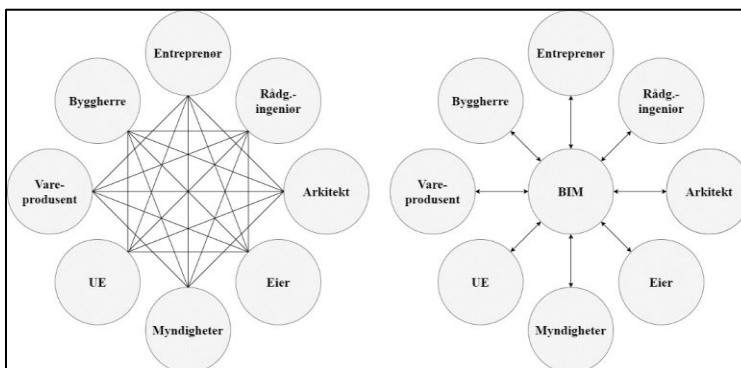 Entreprenør
Byggherre
Rådg.-
ingeniør
Vare-
produsent
Arkitekt
UE
Eier
Myndigheter
Entreprenør
Byggherre
Rådg.-
ingeniør
Vare-
produsent
BIM
Arkitekt
UE
Eier
Myndigheter